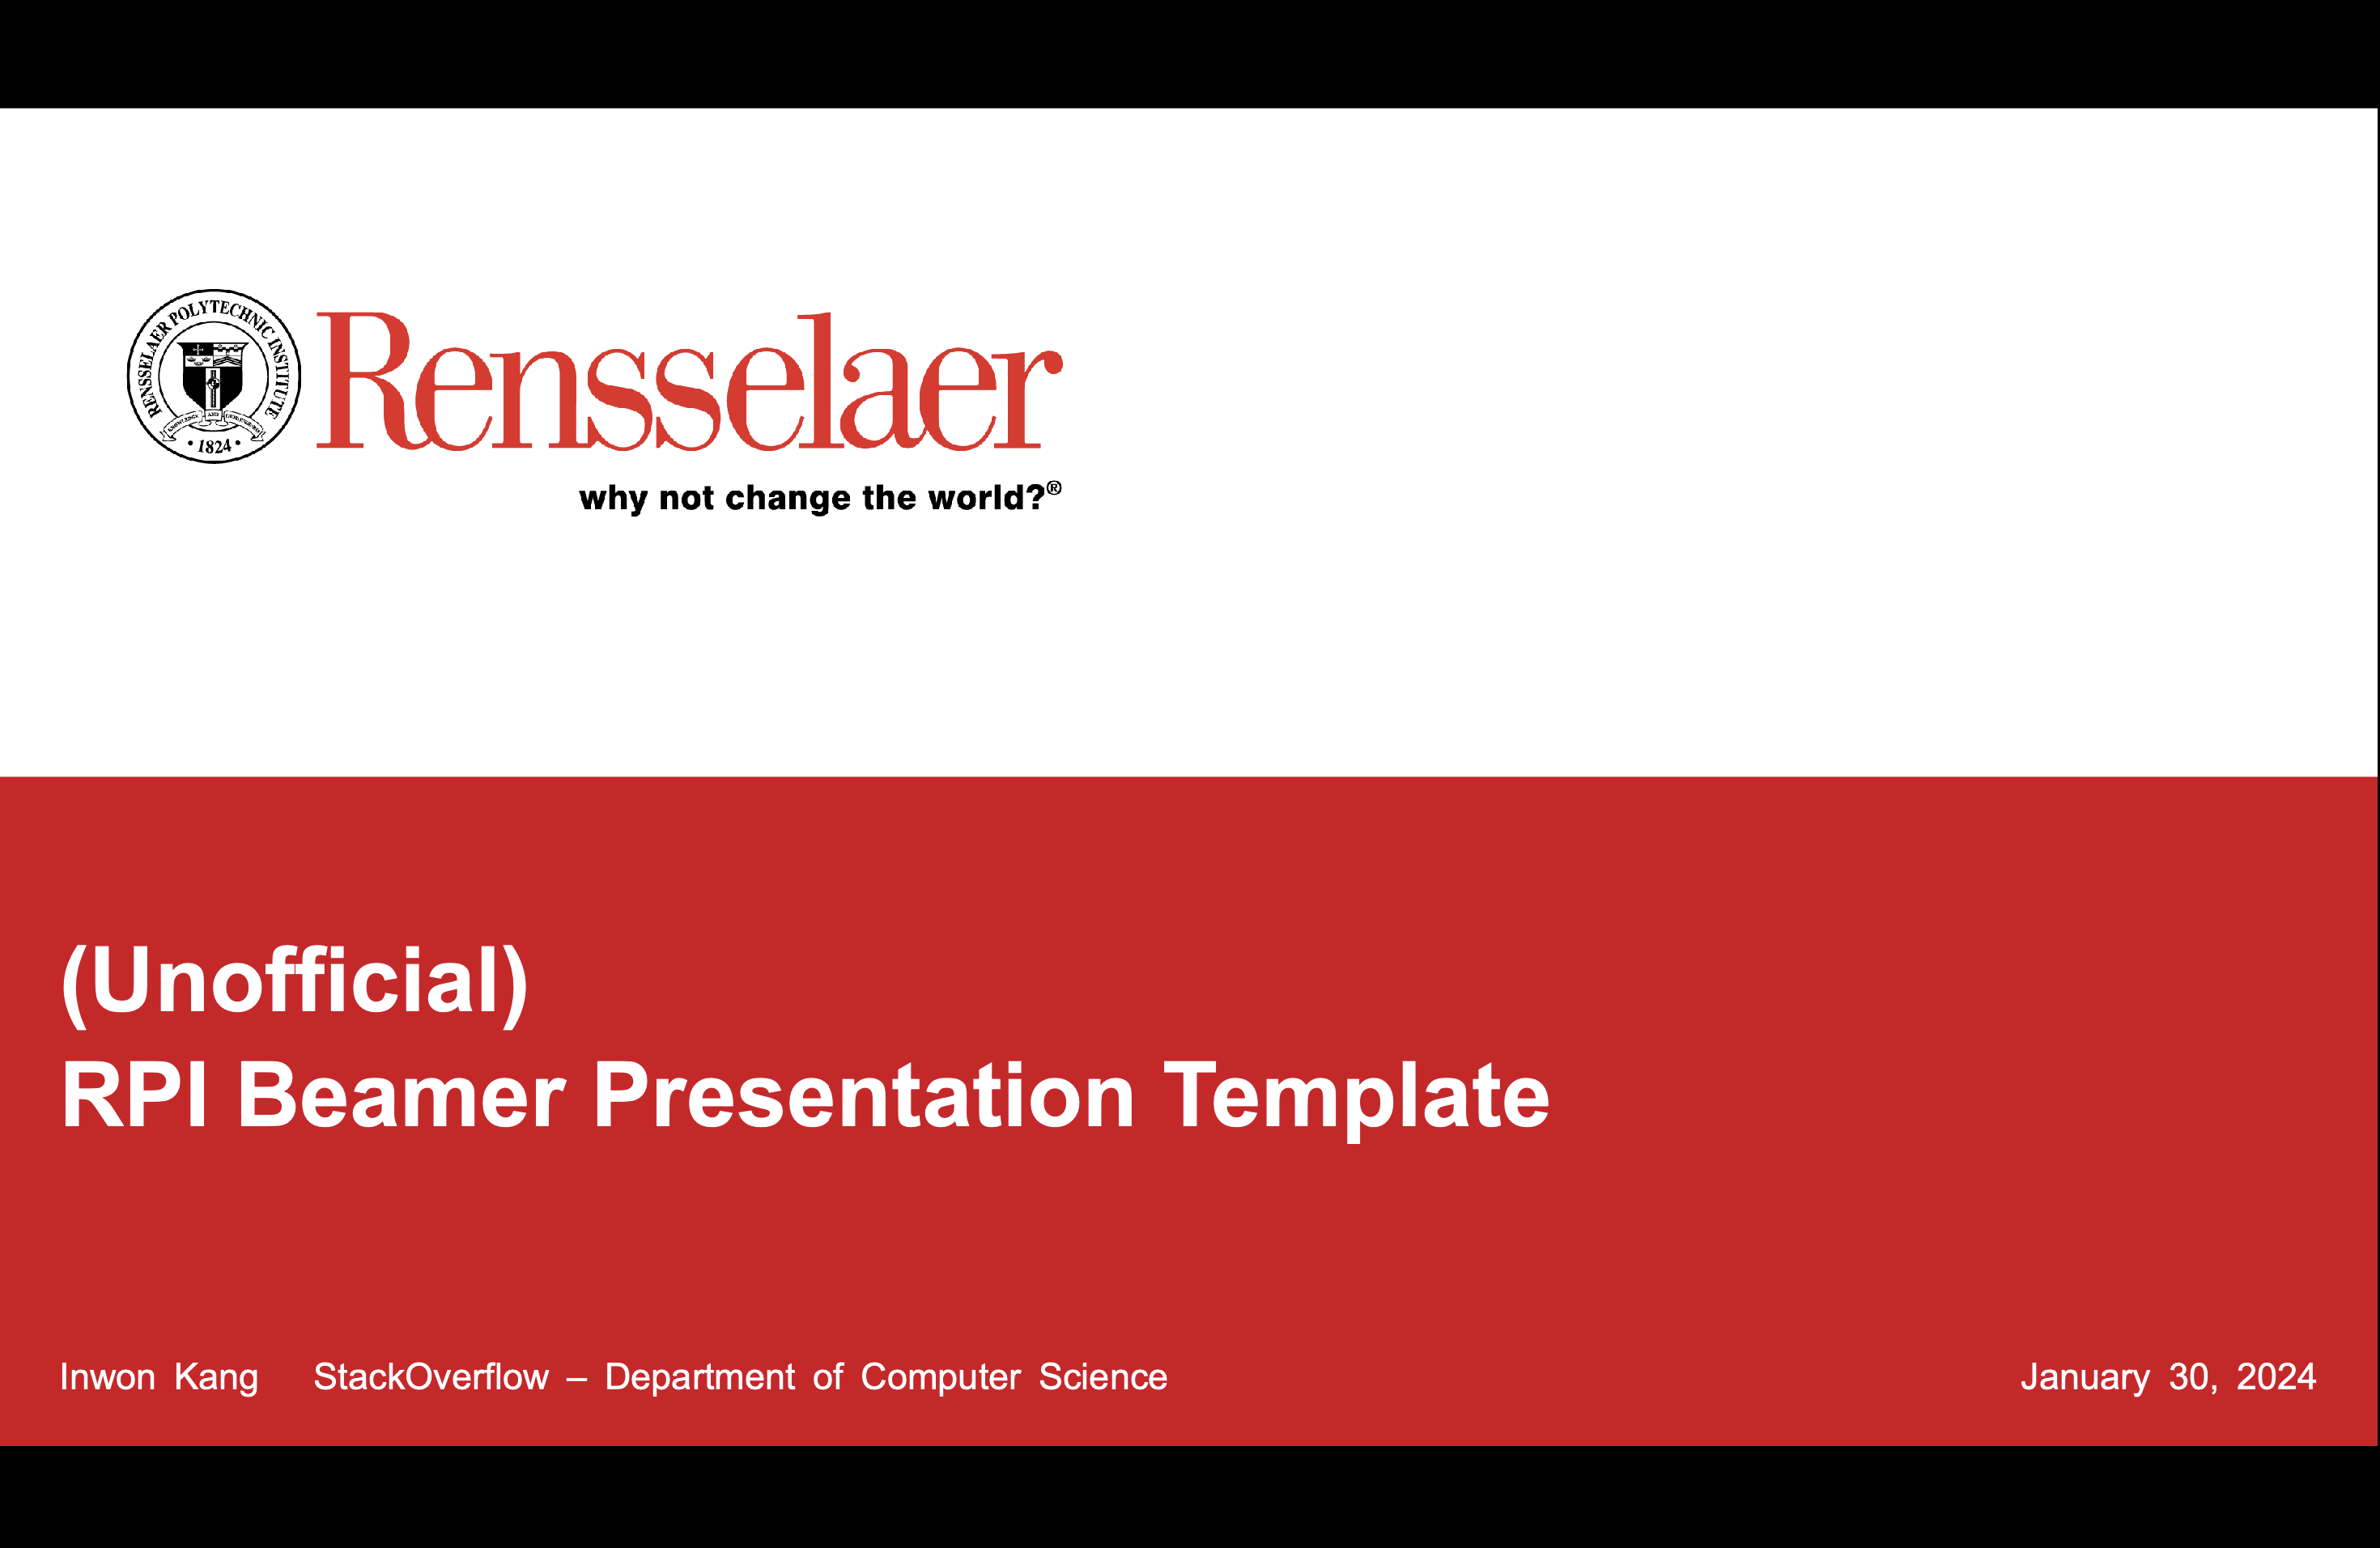 RENSSELAER POLYTECHNIC INSTITUTE
KNOWLEDGE AND THOROUGHNESS
• 1824 •
Rensselaer
why not change the world?®
(Unofficial)
RPI Beamer Presentation Template
Inwon Kang StackOverflow – Department of Computer Science January 30, 2024